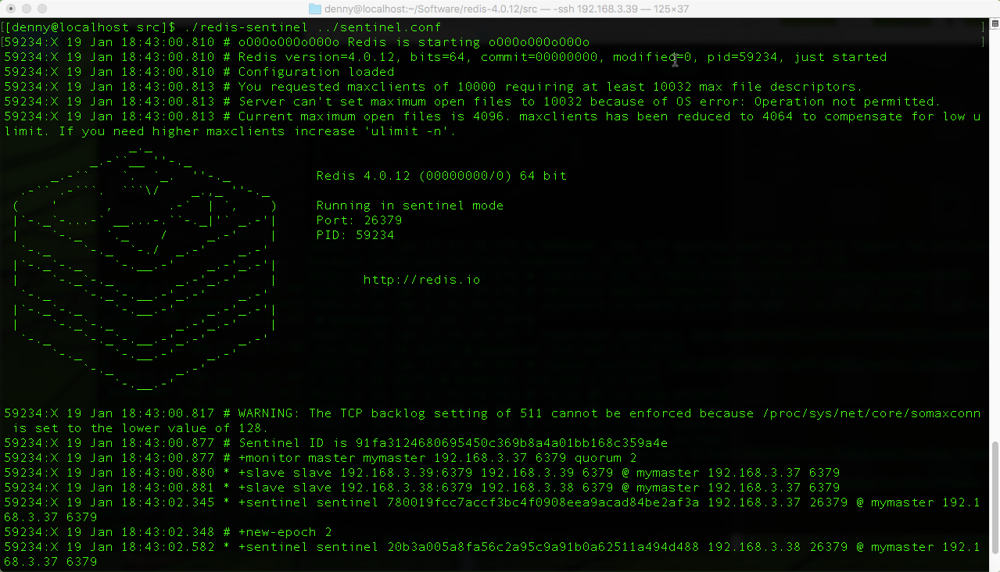 denny@localhost:~/Software/redis-4.0.12/src — -ssh 192.168.3.39 — 125×37
[[denny@localhost src]$ ./redis-sentinel ../sentinel.conf ]
[59234:X 19 Jan 18:43:00.810 # oO0OoO0OoO0Oo Redis is starting oO0OoO0OoO0Oo ]
59234:X 19 Jan 18:43:00.810 # Redis version=4.0.12, bits=64, commit=00000000, modified=0, pid=59234, just started
59234:X 19 Jan 18:43:00.810 # Configuration loaded
59234:X 19 Jan 18:43:00.813 # You requested maxclients of 10000 requiring at least 10032 max file descriptors.
59234:X 19 Jan 18:43:00.813 # Server can't set maximum open files to 10032 because of OS error: Operation not permitted.
59234:X 19 Jan 18:43:00.813 # Current maximum open files is 4096. maxclients has been reduced to 4064 to compensate for low u
limit. If you need higher maxclients increase 'ulimit -n'.
Redis 4.0.12 (00000000/0) 64 bit
Running in sentinel mode
Port: 26379
PID: 59234
http://redis.io
59234:X 19 Jan 18:43:00.817 # WARNING: The TCP backlog setting of 511 cannot be enforced because /proc/sys/net/core/somaxconn
 is set to the lower value of 128.
59234:X 19 Jan 18:43:00.877 # Sentinel ID is 91fa3124680695450c369b8a4a01bb168c359a4e
59234:X 19 Jan 18:43:00.877 # +monitor master mymaster 192.168.3.37 6379 quorum 2
59234:X 19 Jan 18:43:00.880 * +slave slave 192.168.3.39:6379 192.168.3.39 6379 @ mymaster 192.168.3.37 6379
59234:X 19 Jan 18:43:00.881 * +slave slave 192.168.3.38:6379 192.168.3.38 6379 @ mymaster 192.168.3.37 6379
59234:X 19 Jan 18:43:02.345 * +sentinel sentinel 780019fcc7accf3bc4f0908eea9acad84be2af3a 192.168.3.37 26379 @ mymaster 192.1
68.3.37 6379
59234:X 19 Jan 18:43:02.348 # +new-epoch 2
59234:X 19 Jan 18:43:02.582 * +sentinel sentinel 20b3a005a8fa56c2a95c9a91b0a62511a494d488 192.168.3.38 26379 @ mymaster 192.1
68.3.37 6379